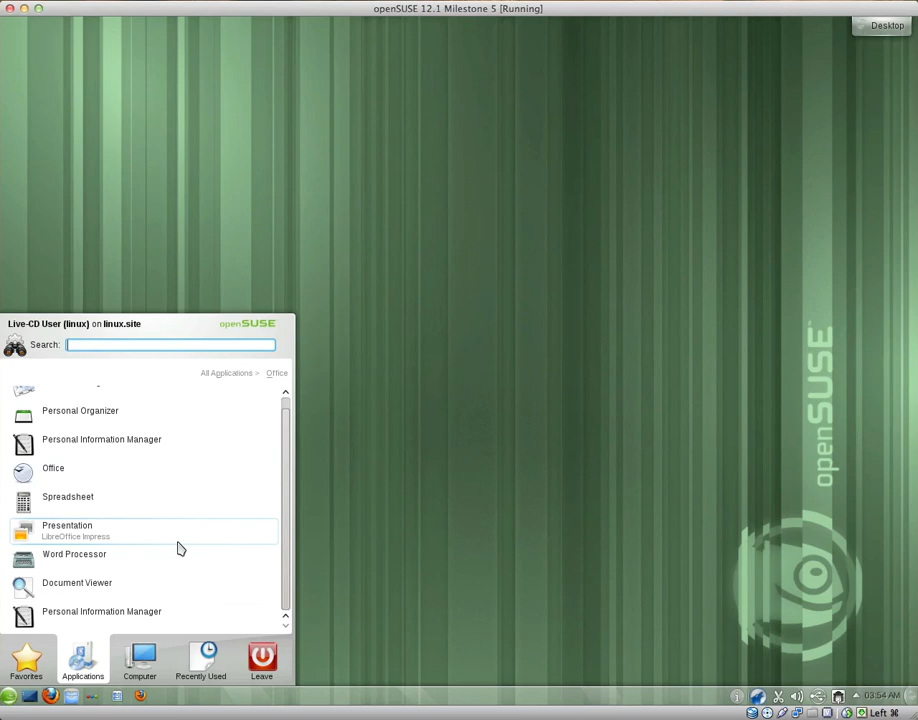 openSUSE 12.1 Milestone 5 [Running]
Desktop
Live-CD User (linux) on linux.site
openSUSE
Search:
All Applications > Office
Personal Organizer
Personal Information Manager
Office
Spreadsheet
Presentation
LibreOffice Impress
Word Processor
Document Viewer
Personal Information Manager
Favorites
Applications
Computer
Recently Used
Leave
openSUSE
03:54 AM
Left ⌘